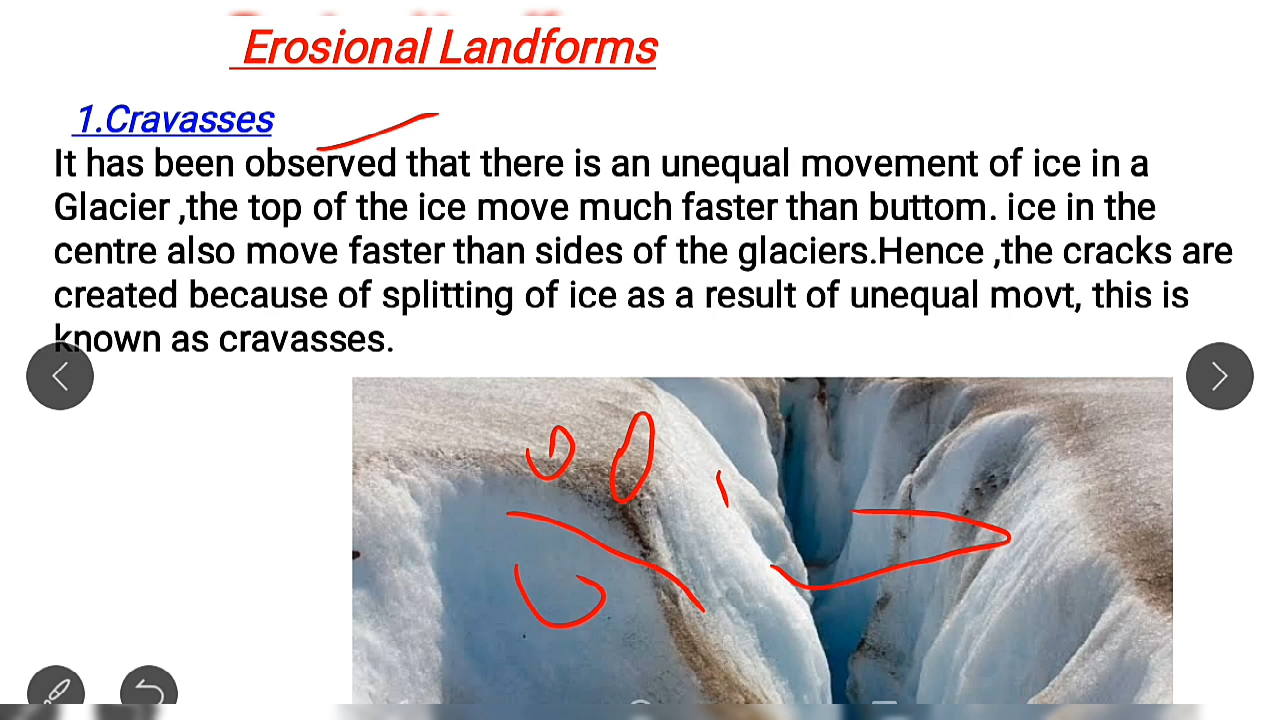 Erosional Landforms
1.Cravasses
It has been observed that there is an unequal movement of ice in a
Glacier ,the top of the ice move much faster than buttom. ice in the
centre also move faster than sides of the glaciers.Hence ,the cracks are
created because of splitting of ice as a result of unequal movt, this is
known as cravasses.